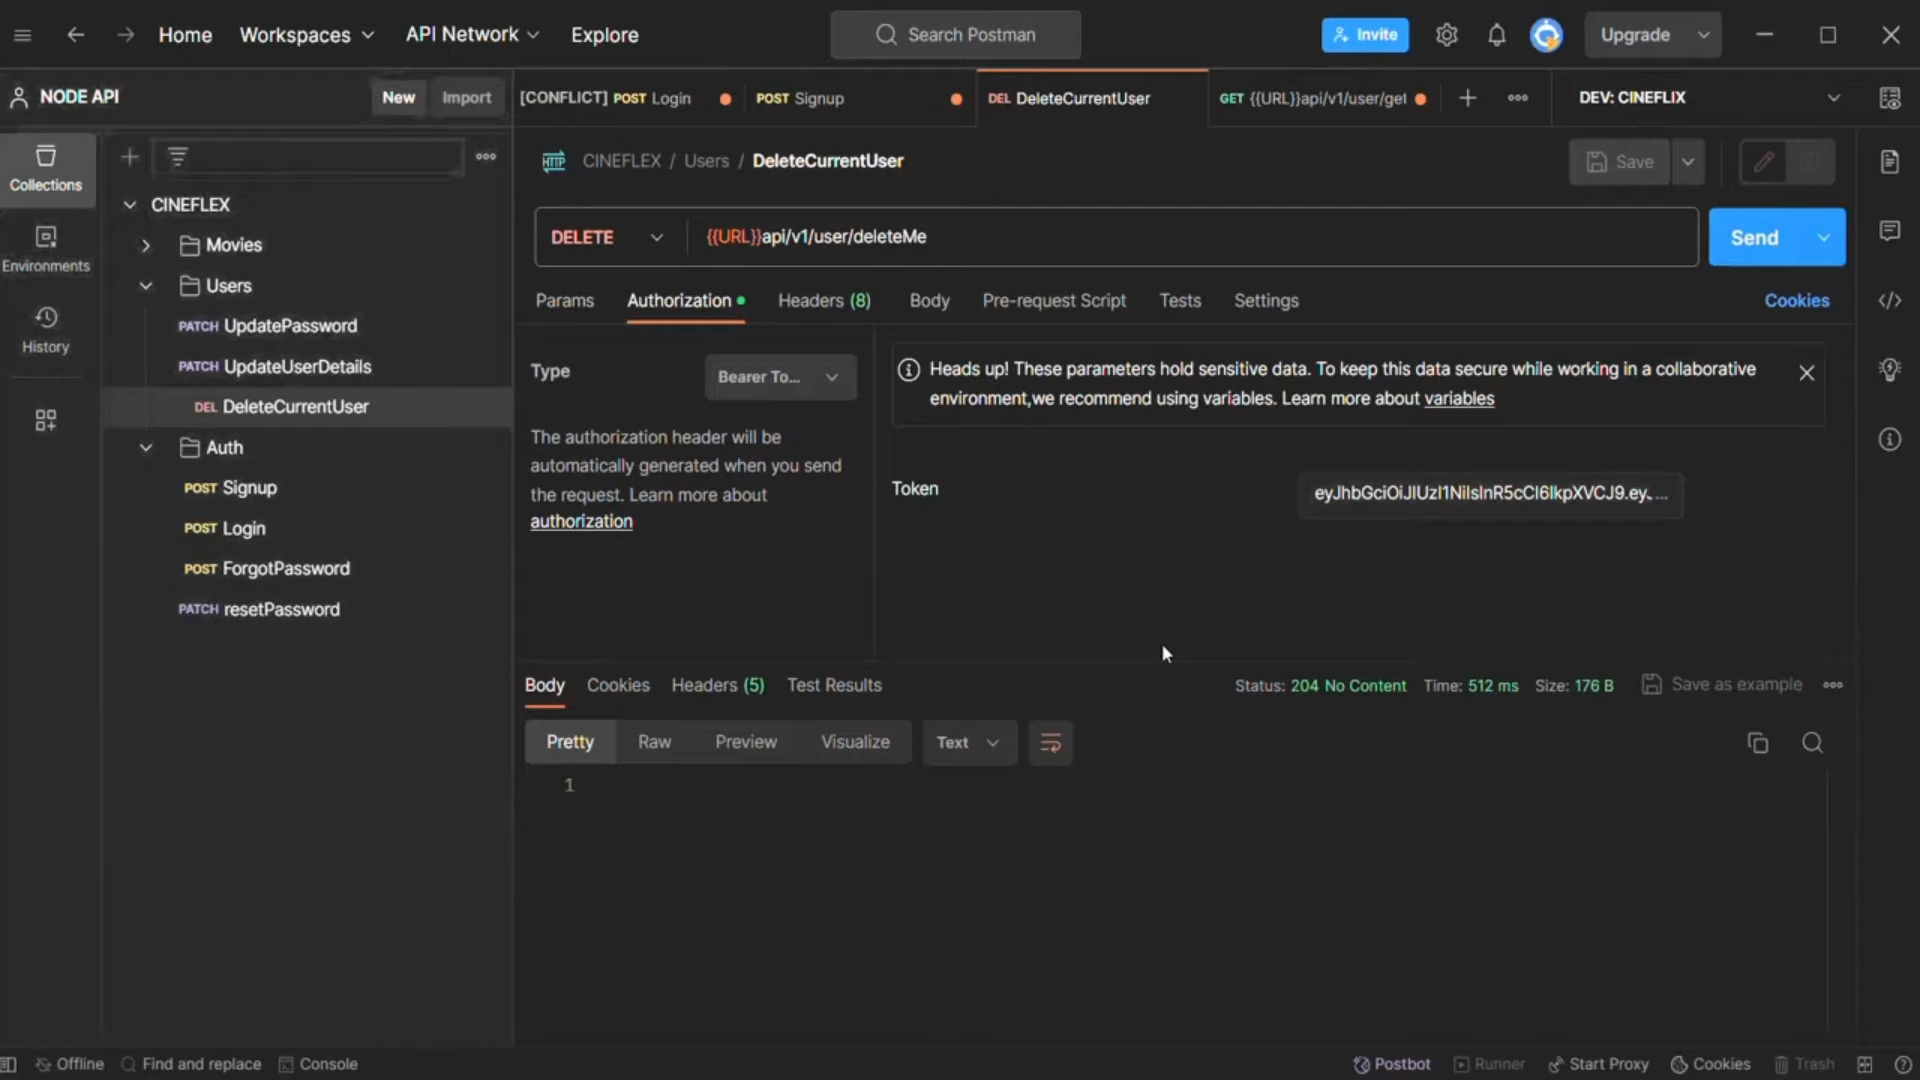 Home Workspaces API Network Explore Search Postman Invite Upgrade
NODE API New Import [CONFLICT] POST Login POST Signup DEL DeleteCurrentUser GET {{URL}}api/v1/user/get DEV: CINEFLIX
HTTP CINEFLEX / Users / DeleteCurrentUser Save
Collections
CINEFLEX
Movies
Users
PATCH UpdatePassword
PATCH UpdateUserDetails
DEL DeleteCurrentUser
Auth
POST Signup
POST Login
POST ForgotPassword
PATCH resetPassword
Environments
History
DELETE {{URL}}api/v1/user/deleteMe Send
Params Authorization Headers (8) Body Pre-request Script Tests Settings Cookies
Type Bearer To...
The authorization header will be
automatically generated when you send
the request. Learn more about
authorization
Heads up! These parameters hold sensitive data. To keep this data secure while working in a collaborative
environment,we recommend using variables. Learn more about variables
Token
Body Cookies Headers (5) Test Results Status: 204 No Content Time: 512 ms Size: 176 B Save as example
Pretty Raw Preview Visualize Text
1
Offline Find and replace Console Postbot Runner Start Proxy Cookies Trash